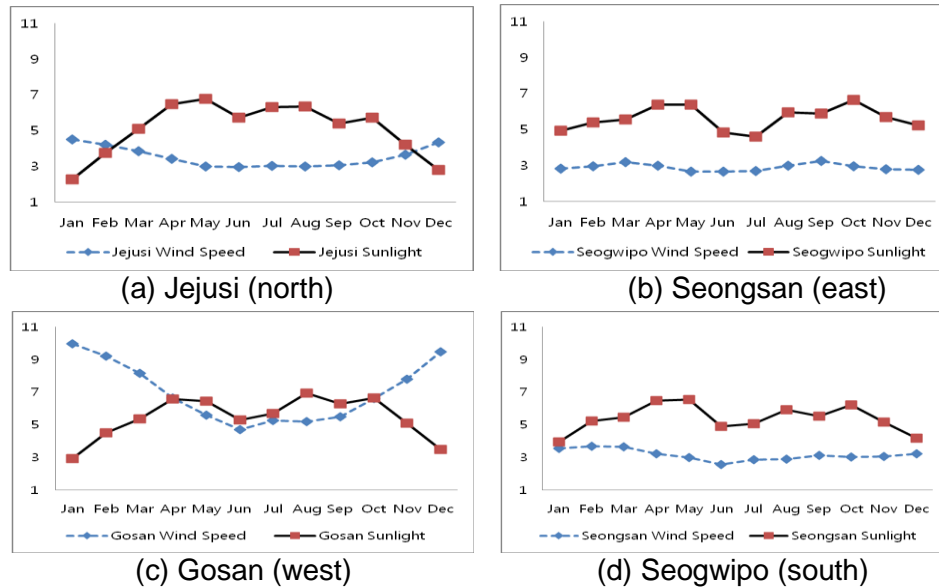 11
9
7
5
3
1
Jan Feb Mar Apr May Jun Jul Aug Sep Oct Nov Dec
Jejusi Wind Speed Jejusi Sunlight
(a) Jejusi (north)
11
9
7
5
3
1
Jan Feb Mar Apr May Jun Jul Aug Sep Oct Nov Dec
Seogwipo Wind Speed Seogwipo Sunlight
(b) Seongsan (east)
11
9
7
5
3
1
Jan Feb Mar Apr May Jun Jul Aug Sep Oct Nov Dec
Gosan Wind Speed Gosan Sunlight
(c) Gosan (west)
11
9
7
5
3
1
Jan Feb Mar Apr May Jun Jul Aug Sep Oct Nov Dec
Seongsan Wind Speed Seongsan Sunlight
(d) Seogwipo (south)